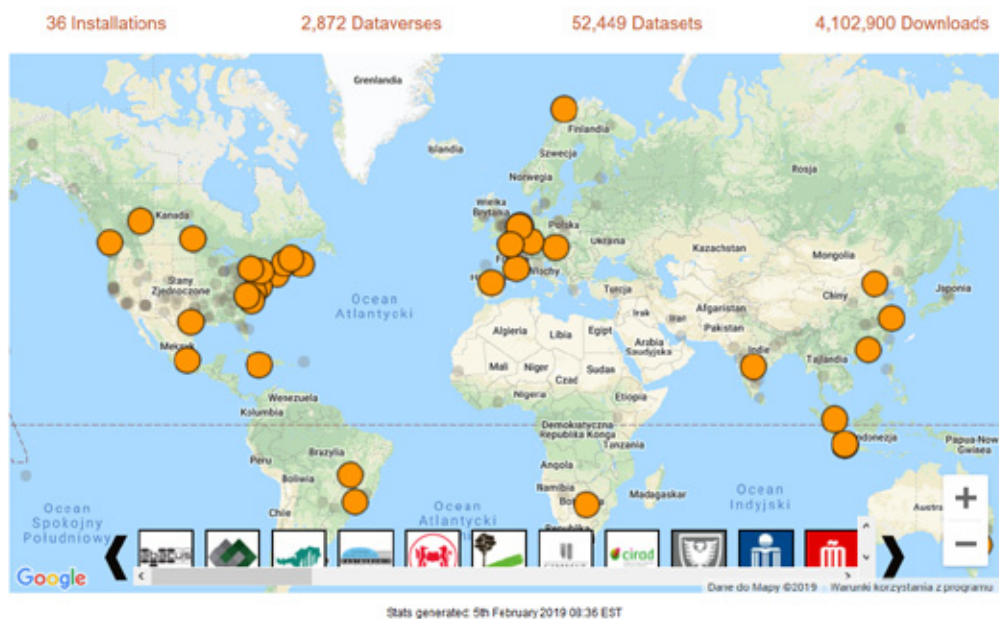 36 Installations
2,872 Dataverses
52,449 Datasets
4,102,900 Downloads
Grenlandia
Islandia
Finlandia
Szwecja
Norwegia
Rosja
Wielka
Brytania
Polska
Kanada
Ukraina
Kazachstan
Mongolia
Stany
Zjednoczone
Włochy
Turcja
Chiny
Japonia
Ocean
Atlantycki
Afganistan
Irak
Iran
Pakistan
Algieria
Libia
Egipt
Arabia
Saudyjska
Indie
Meksyk
Mali
Niger
Czad
Sudan
Tajlandia
Wenezuela
Nigeria
Etiopia
Kolumbia
Demokratyczna
Republika Konga
Indonezja
Papua-Now
Gwinea
Tanzania
Brazylia
Peru
Boliwia
Angola
Namibia
Madagaskar
Ocean
Indyjski
Chile
Ocean
Spokojny
Południowy
Ocean
Atlantycki
Republika
+
−
cirad
Google
Dane do Mapy ©2019
Warunki korzystania z programu
Stats generated: 5th February 2019 08:36 EST